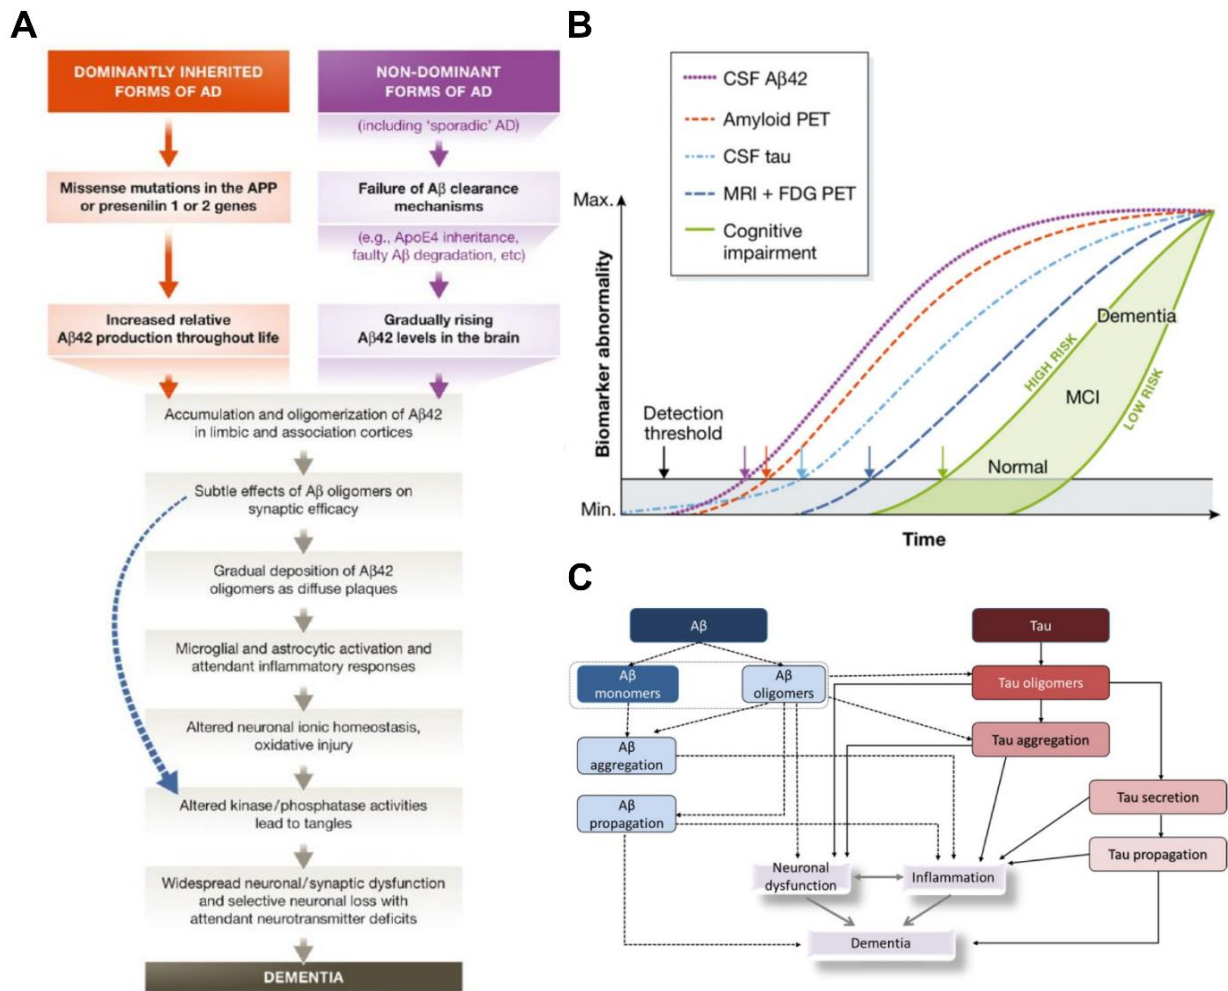 A
DOMINANTLY INHERITED
FORMS OF AD
NON-DOMINANT
FORMS OF AD
(including ‘sporadic’ AD)
Missense mutations in the APP
or presenilin 1 or 2 genes
Failure of Aβ clearance
mechanisms
(e.g., ApoE4 inheritance,
faulty Aβ degradation, etc)
Increased relative
Aβ42 production throughout life
Gradually rising
Aβ42 levels in the brain
Accumulation and oligomerization of Aβ42
in limbic and association cortices
Subtle effects of Aβ oligomers on
synaptic efficacy
Gradual deposition of Aβ42
oligomers as diffuse plaques
Microglial and astrocytic activation and
attendant inflammatory responses
Altered neuronal ionic homeostasis,
oxidative injury
Altered kinase/phosphatase activities
lead to tangles
Widespread neuronal/synaptic dysfunction
and selective neuronal loss with
attendant neurotransmitter deficits
DEMENTIA
B
CSF Aβ42
Amyloid PET
CSF tau
MRI + FDG PET
Cognitive
impairment
Max.
Biomarker abnormality
Detection
threshold
Min.
HIGH RISK
Dementia
MCI
LOW RISK
Normal
Time
C
Aβ
Tau
Aβ
monomers
Aβ
oligomers
Tau oligomers
Aβ
aggregation
Tau aggregation
Aβ
propagation
Tau secretion
Tau propagation
Neuronal
dysfunction
Inflammation
Dementia